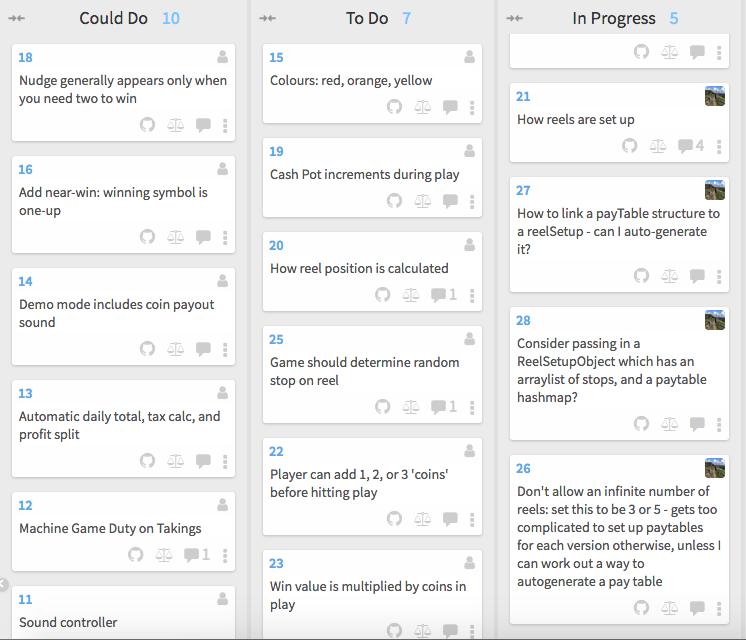 Could Do 10
18
Nudge generally appears only when
you need two to win
16
Add near-win: winning symbol is
one-up
14
Demo mode includes coin payout
sound
13
Automatic daily total, tax calc, and
profit split
12
Machine Game Duty on Takings
1
11
Sound controller
To Do 7
15
Colours: red, orange, yellow
19
Cash Pot increments during play
20
How reel position is calculated
1
25
Game should determine random
stop on reel
1
22
Player can add 1, 2, or 3 'coins'
before hitting play
23
Win value is multiplied by coins in
play
In Progress 5
21
How reels are set up
4
27
How to link a payTable structure to
a reelSetup - can I auto-generate
it?
28
Consider passing in a
ReelSetupObject which has an
arraylist of stops, and a paytable
hashmap?
26
Don't allow an infinite number of
reels: set this to be 3 or 5 - gets too
complicated to set up paytables
for each version otherwise, unless I
can work out a way to
autogenerate a pay table